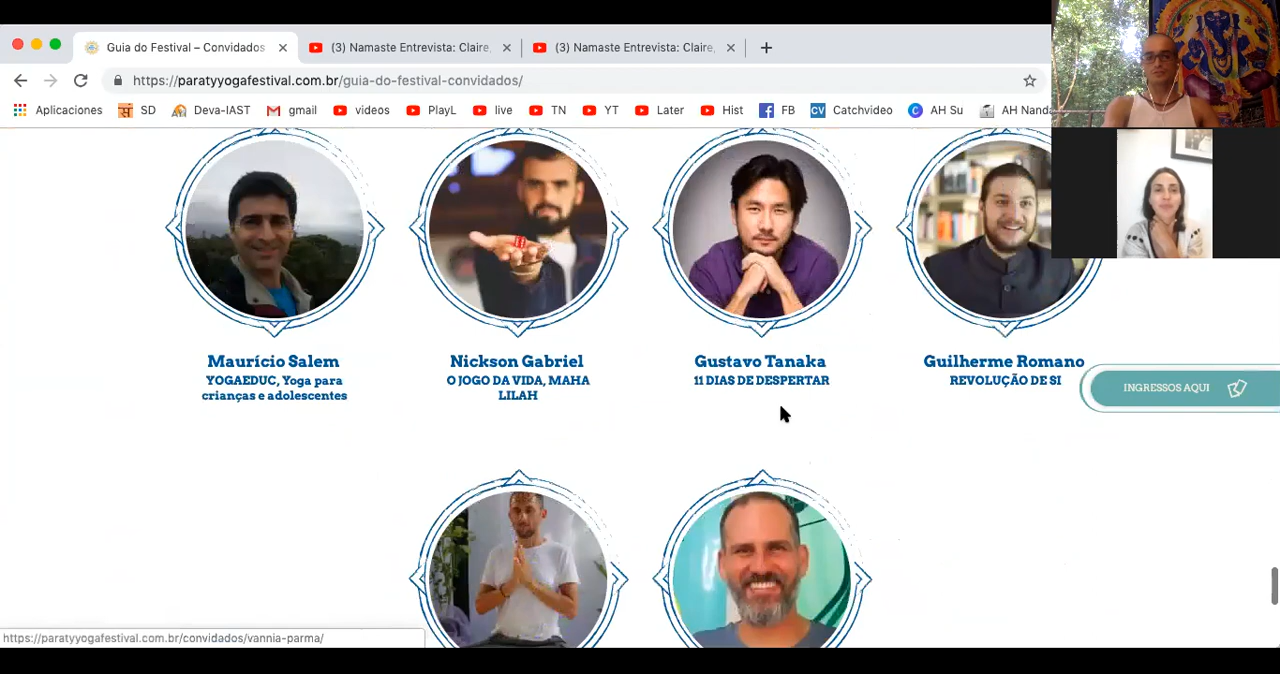 Guia do Festival – Convidados
(3) Namaste Entrevista: Claire,
(3) Namaste Entrevista: Claire,
https://paratyyogafestival.com.br/guia-do-festival-convidados/
Aplicaciones SD Deva-IAST gmail videos PlayL live TN YT Later Hist FB Catchvideo AH Su AH Nanda
Maurício Salem
YOGAEDUC, Yoga para
crianças e adolescentes
Nickson Gabriel
O JOGO DA VIDA, MAHA
LILAH
Gustavo Tanaka
11 DIAS DE DESPERTAR
Guilherme Romano
REVOLUÇÃO DE SI
INGRESSOS AQUI
https://paratyyogafestival.com.br/convidados/vannia-parma/